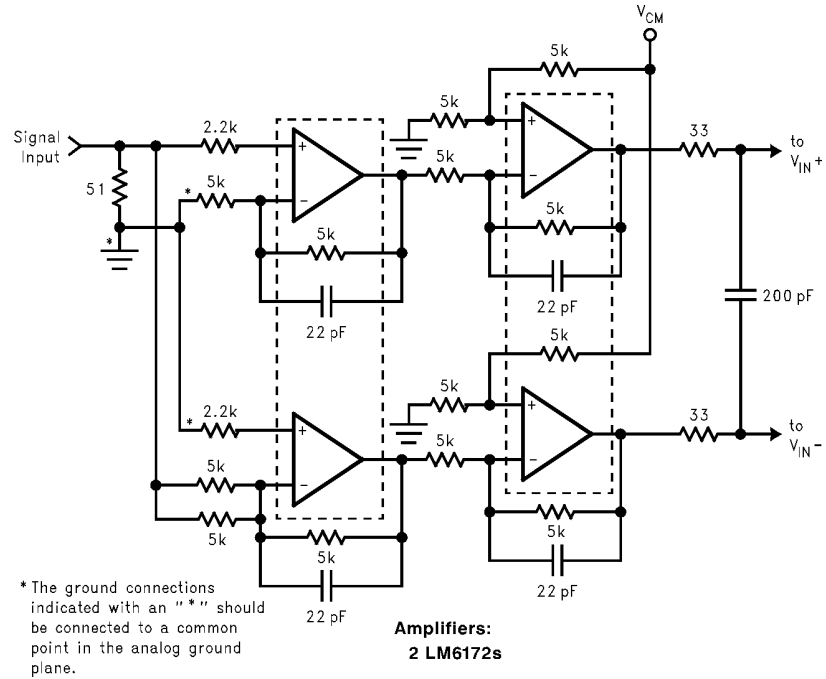 V_CM
5k
5k
2.2k
5k
33
to
Signal
Input
+
+
V_IN+
−
−
51
* 5k
5k
*
5k
22 pF
200 pF
22 pF
5k
5k
2.2k
5k
33
to
*
+
+
V_IN−
−
−
5k
5k
5k
5k
22 pF
22 pF
* The ground connections
indicated with an "*" should
be connected to a common
point in the analog ground
plane.
Amplifiers:
2 LM6172s